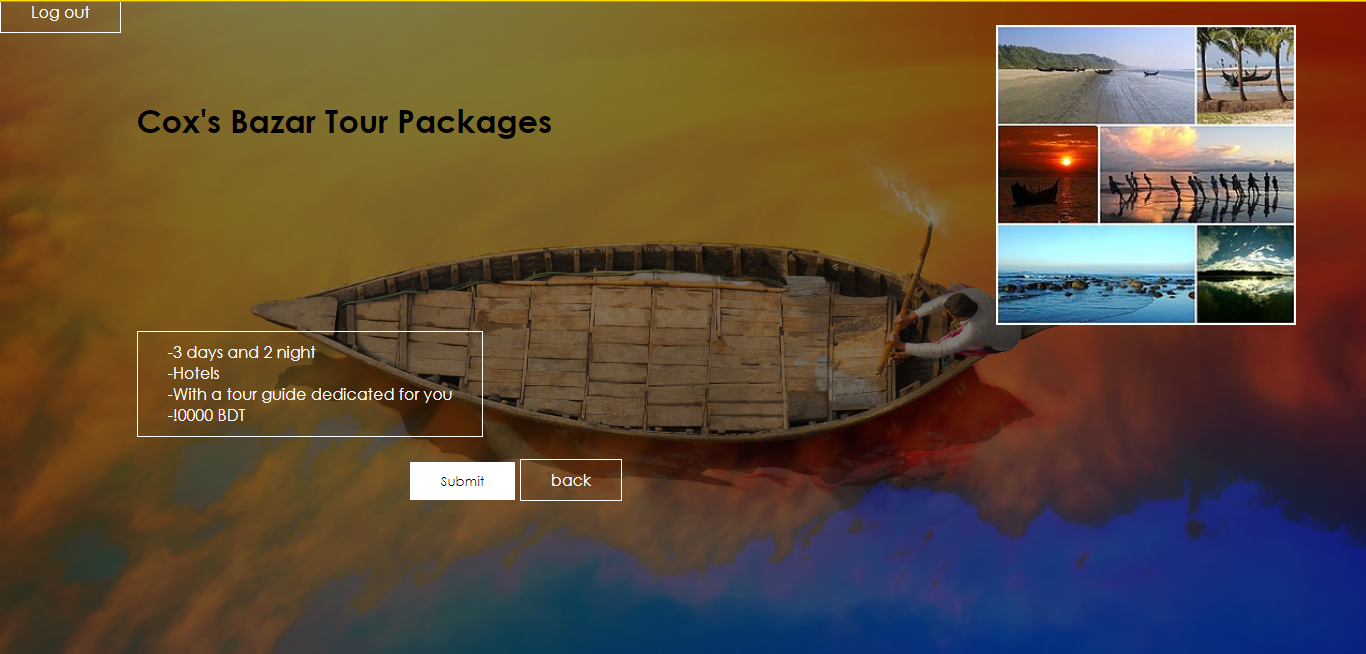 Log out
Cox's Bazar Tour Packages
-3 days and 2 night
-Hotels
-With a tour guide dedicated for you
-!0000 BDT
Submit
back